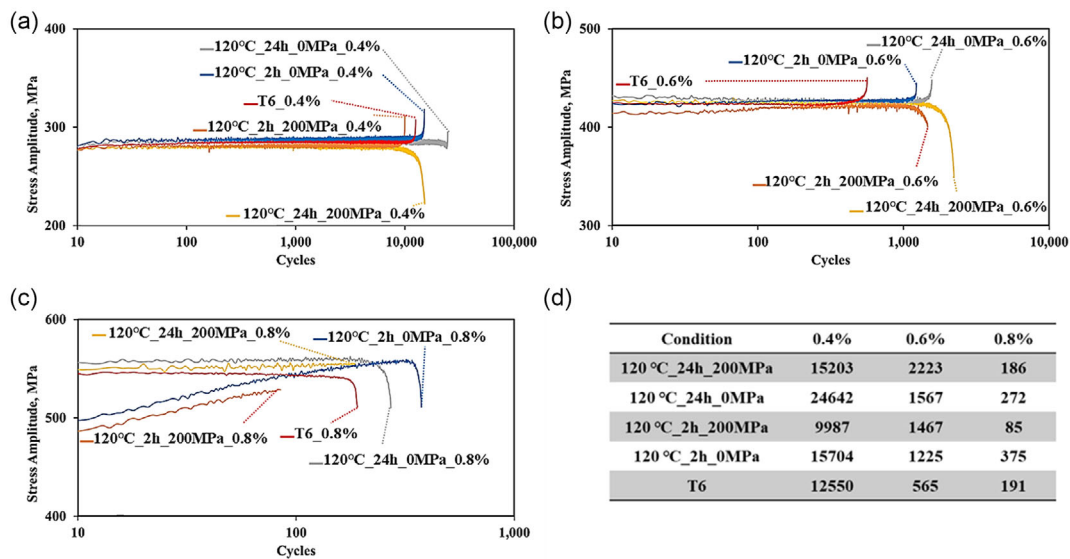 (a)
400
300
200
Stress Amplitude, MPa
120°C_24h_0MPa_0.4%
120°C_2h_0MPa_0.4%
T6_0.4%
120°C_2h_200MPa_0.4%
120°C_24h_200MPa_0.4%
10 100 1,000 10,000 100,000
Cycles
(b)
500
400
300
Stress Amplitude, MPa
120°C_24h_0MPa_0.6%
120°C_2h_0MPa_0.6%
T6_0.6%
120°C_2h_200MPa_0.6%
120°C_24h_200MPa_0.6%
10 100 1,000 10,000
Cycles
(c)
600
500
400
Stress Amplitude, MPa
120°C_24h_200MPa_0.8%
120°C_2h_0MPa_0.8%
120°C_2h_200MPa_0.8%
T6_0.8%
120°C_24h_0MPa_0.8%
10 100 1,000
Cycles
(d)
Condition 0.4% 0.6% 0.8%
120 °C_24h_200MPa 15203 2223 186
120 °C_24h_0MPa 24642 1567 272
120 °C_2h_200MPa 9987 1467 85
120 °C_2h_0MPa 15704 1225 375
T6 12550 565 191